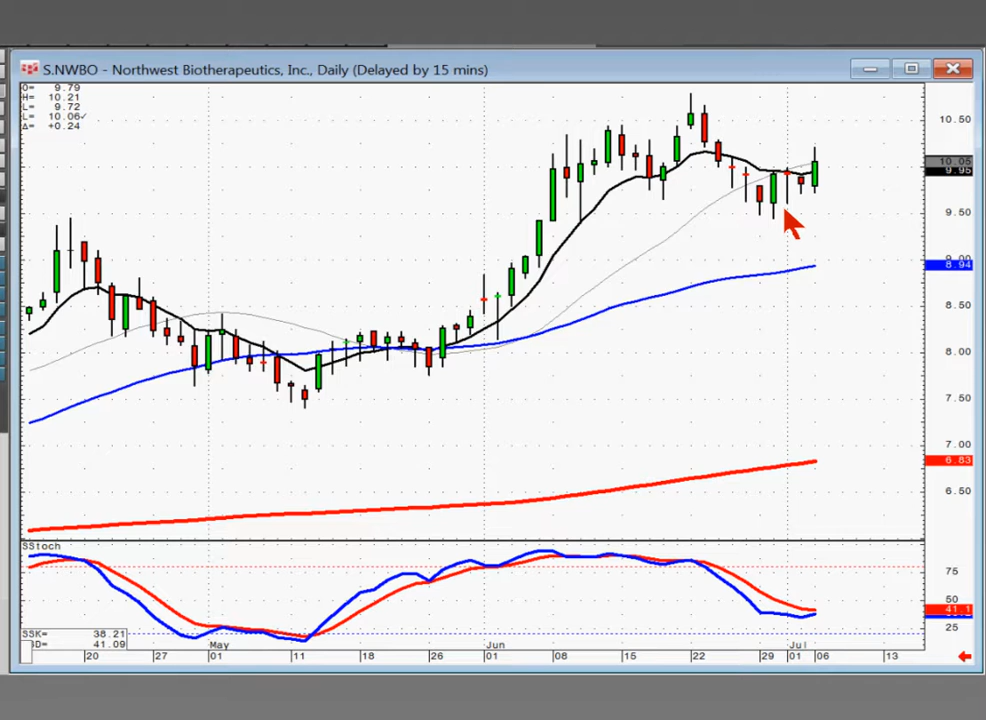 S.NWBO - Northwest Biotherapeutics, Inc., Daily (Delayed by 15 mins)
O= 9.79
H= 10.21
L= 9.72
L= 10.06✓
Δ= +0.24
10.50
10.05
9.95
9.50
8.94
8.50
8.00
7.50
7.00
6.83
6.50
SStoch
75
50
41.1
25
SSK= 38.21
SD= 41.09
May Jun Jul
20 27 01 11 18 26 01 08 15 22 29 01 06 13